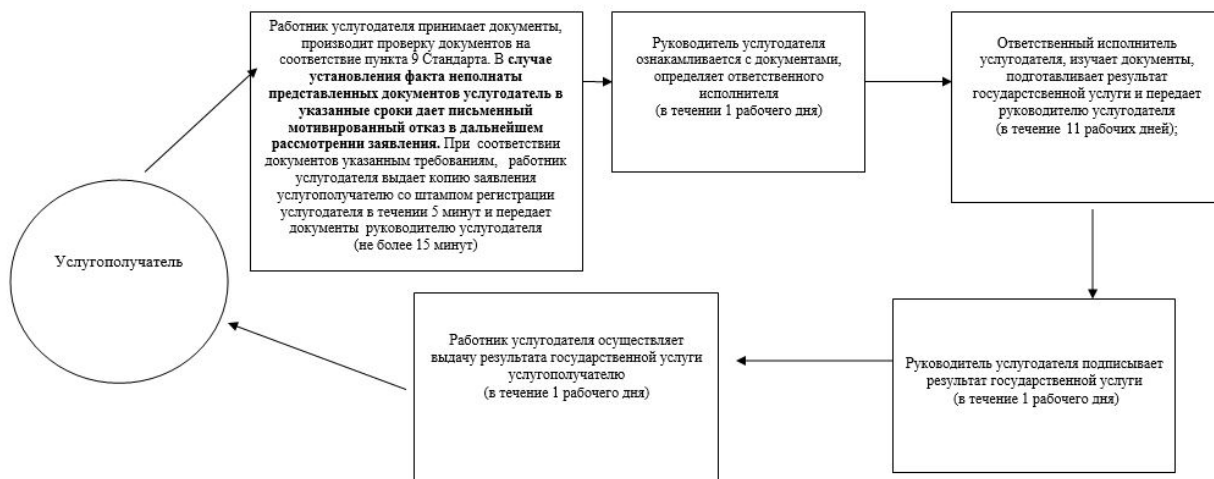 Услугополучатель
Работник услугодателя принимает документы,
производит проверку документов на
соответствие пункта 9 Стандарта. В случае
установления факта неполнаты
представленных документов услугодатель в
указанные сроки дает письменный
мотивированный отказ в дальнейшем
рассмотрении заявления. При соответствии
документов указанным требованиям, работник
услугодателя выдает копию заявления
услугополучателю со штампом регистрации
услугодателя в течении 5 минут и передает
документы руководителю услугодателя
(не более 15 минут)
Руководитель услугодателя
ознакамливается с документами,
определяет ответственного
исполнителя
(в течении 1 рабочего дня)
Ответственный исполнитель
услугодателя, изучает документы,
подготавливает результат
государстсвенной услуги и передает
руководителю услугодателя
(в течение 11 рабочих дней);
Руководитель услугодателя подписывает
результат государственной услуги
(в течение 1 рабочего дня)
Работник услугодателя осуществляет
выдачу результата государственной услуги
услугополучателю
(в течение 1 рабочего дня)